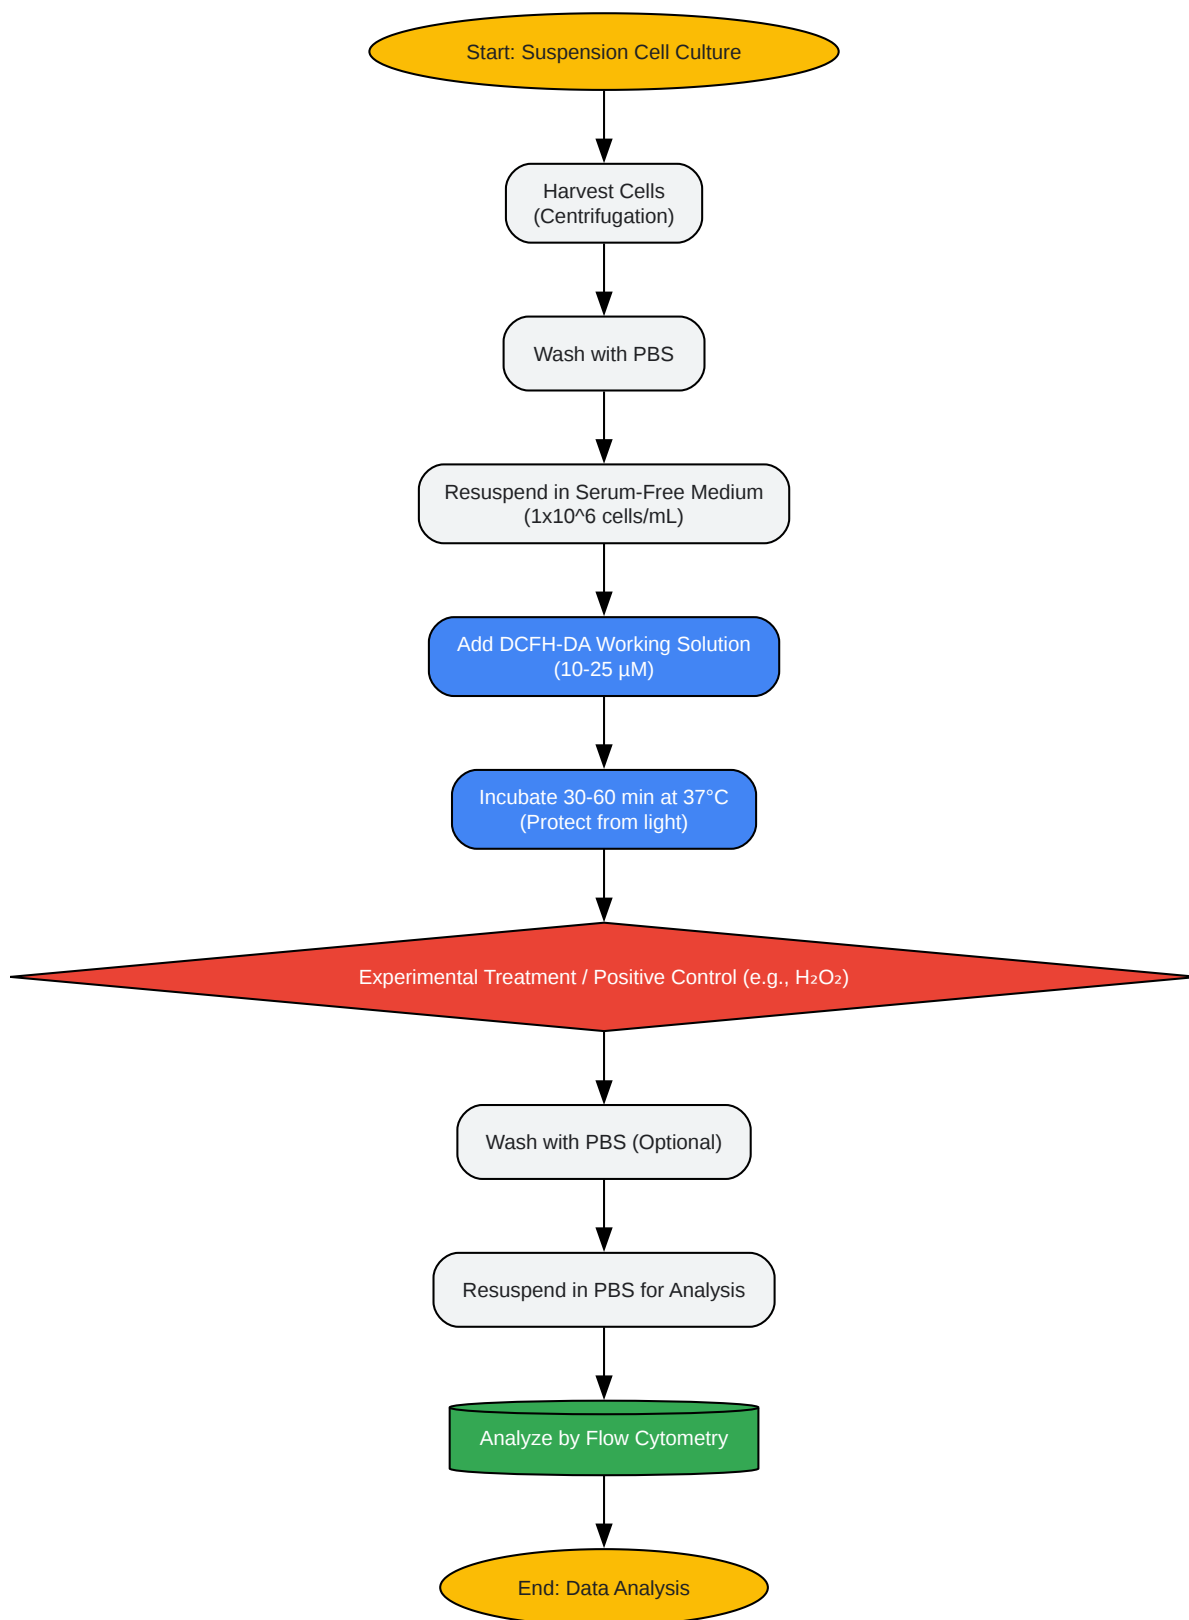 Start: Suspension Cell Culture
Harvest Cells
(Centrifugation)
Wash with PBS
Resuspend in Serum-Free Medium
(1x10^6 cells/mL)
Add DCFH-DA Working Solution
(10-25 µM)
Incubate 30-60 min at 37°C
(Protect from light)
Experimental Treatment / Positive Control (e.g., H₂O₂)
Wash with PBS (Optional)
Resuspend in PBS for Analysis
Analyze by Flow Cytometry
End: Data Analysis